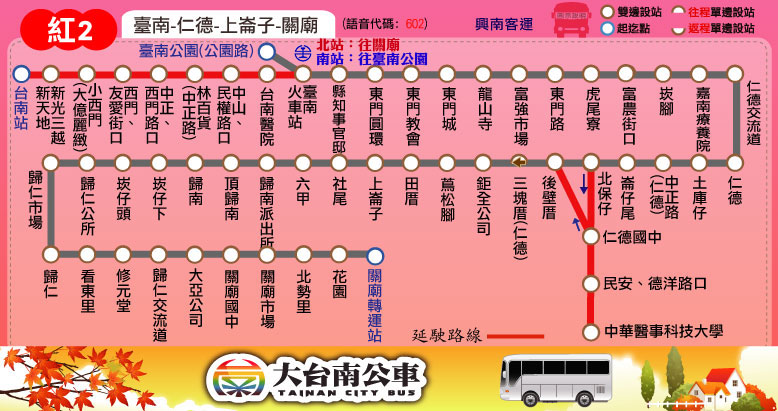 紅2
臺南-仁德-上崙子-關廟
(語音代碼：602)
興南客運
雙邊設站
往程單邊設站
起迄點
返程單邊設站
臺南公園(公園路)
北站：往關廟
南站：往臺南公園
台南站
新光三越新天地
小西門(大億麗緻)
西門、友愛街口
中正、西門路口
林百貨(中正路)
中山、民權路口
台南醫院
臺南火車站
縣知事官邸
東門圓環
東門教會
東門城
龍山寺
富強市場
東門路
虎尾寮
富農街口
崁腳
嘉南療養院
仁德交流道
歸仁市場
歸仁公所
崁仔頭
崁仔下
歸南
頂歸南
歸南派出所
六甲
社尾
上崙子
田厝
蔦松腳
鉅全公司
三塊厝(仁德)
後壁厝
北保仔
崙仔尾
中正路(仁德)
土庫仔
仁德
仁德國中
民安、德洋路口
中華醫事科技大學
歸仁
看東里
修元堂
歸仁交流道
大亞公司
關廟國中
關廟市場
北勢里
花園
關廟轉運站
延駛路線
大台南公車
TAINAN CITY BUS